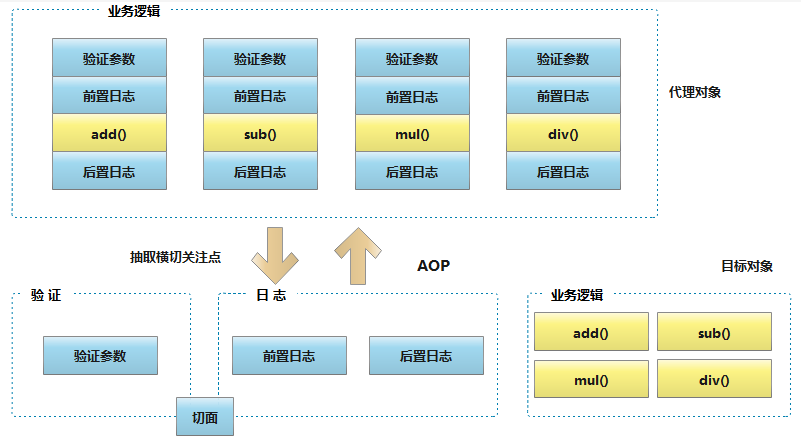 业务逻辑
验证参数 验证参数 验证参数 验证参数
前置日志 前置日志 前置日志 前置日志
代理对象
add() sub() mul() div()
后置日志 后置日志 后置日志 后置日志
抽取横切关注点
AOP
目标对象
验 证
日 志
业务逻辑
add() sub()
验证参数
前置日志 后置日志
mul() div()
切面